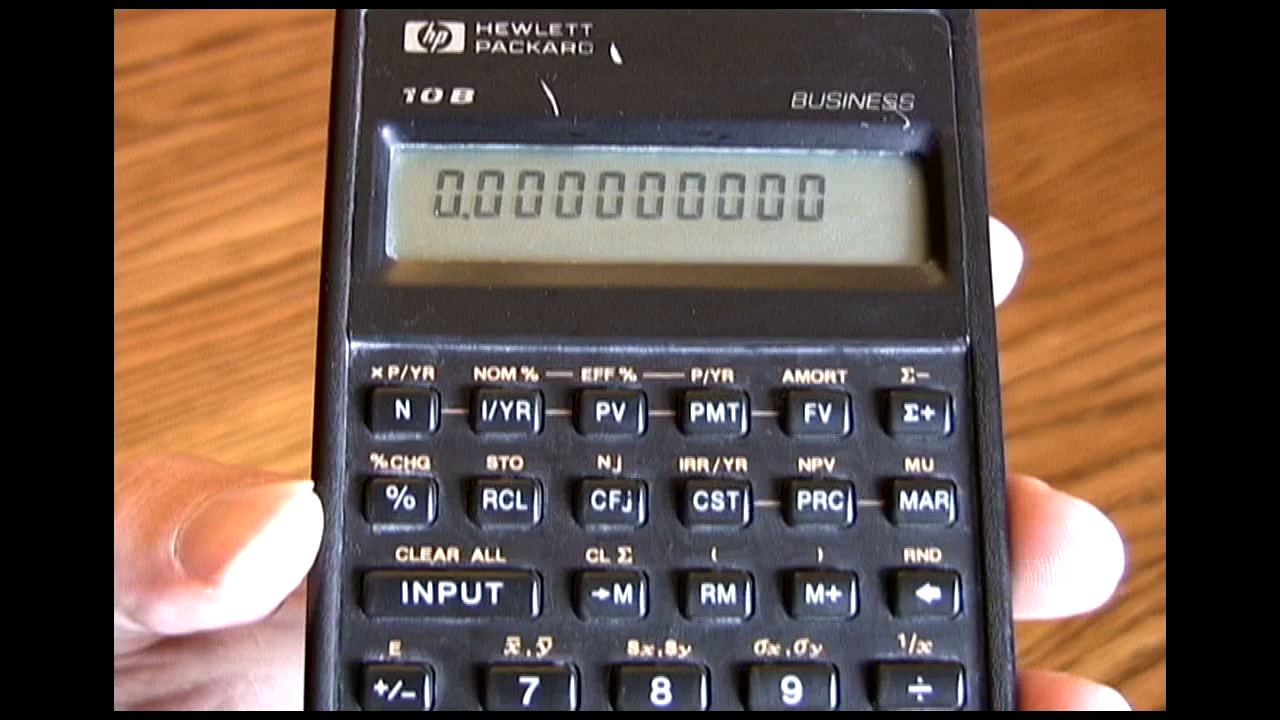 hp HEWLETT
PACKARD
10B BUSINESS
0.000000000
×P/YR NOM% EFF% P/YR AMORT Σ−
N I/YR PV PMT FV Σ+
%CHG STO Nj IRR/YR NPV MU
% RCL CFj CST PRC MAR
CLEAR ALL CLΣ ( ) RND
INPUT →M RM M+ ←
E x̄,ȳ Sx,Sy σx,σy 1/x
+/− 7 8 9 ÷